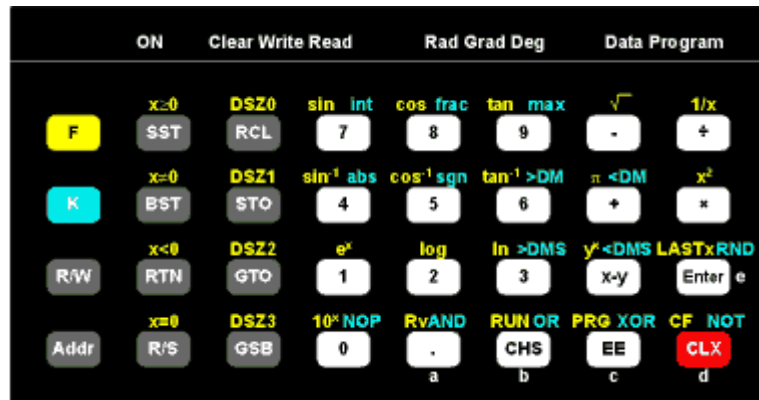 ON Clear Write Read Rad Grad Deg Data Program
x≥0 DSZ0 sin int cos frac tan max √ 1/x
F SST RCL 7 8 9 - ÷
x≠0 DSZ1 sin⁻¹ abs cos⁻¹ sgn tan⁻¹ >DM π <DM x²
K BST STO 4 5 6 + ×
x<0 DSZ2 eˣ log ln >DMS yˣ <DMS LASTx RND
R/W RTN GTO 1 2 3 x-y Enter e
x=0 DSZ3 10ˣ NOP Rv AND RUN OR PRG XOR CF NOT
Addr R/S GSB 0 . CHS EE CLX
a b c d